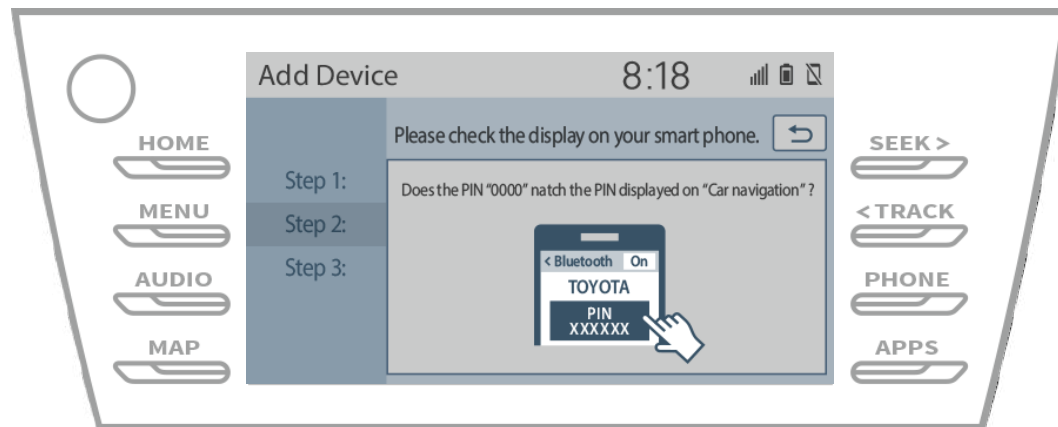 Add Device 8:18
HOME
MENU
AUDIO
MAP
Please check the display on your smart phone.
Step 1:
Step 2:
Step 3:
Does the PIN “0000” natch the PIN displayed on “Car navigation” ?
< Bluetooth On
TOYOTA
PIN
XXXXXX
SEEK >
< TRACK
PHONE
APPS